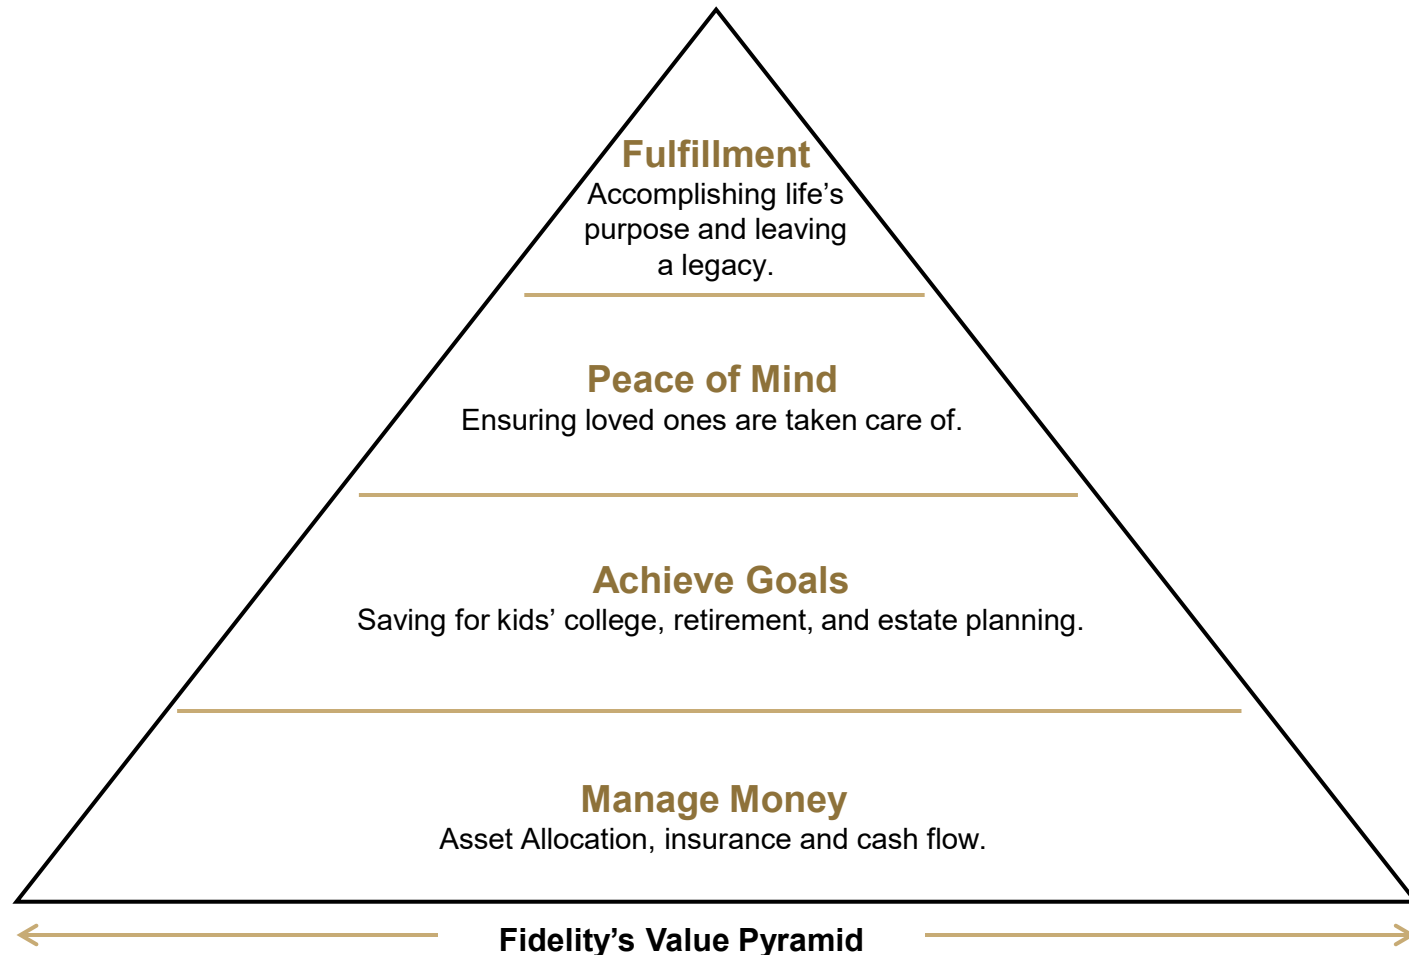 Fulfillment
Accomplishing life’s
purpose and leaving
a legacy.
Peace of Mind
Ensuring loved ones are taken care of.
Achieve Goals
Saving for kids’ college, retirement, and estate planning.
Manage Money
Asset Allocation, insurance and cash flow.
Fidelity’s Value Pyramid